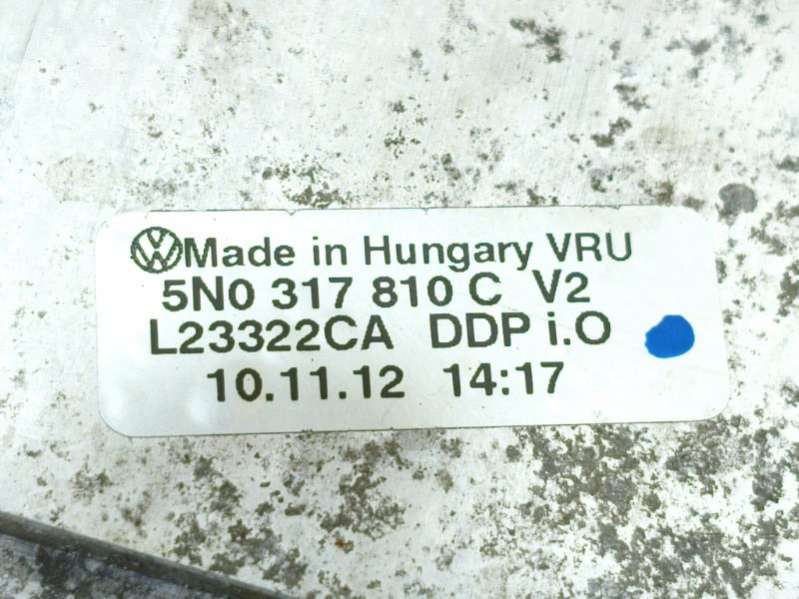 Made in Hungary VRU
5N0 317 810 C V2
L23322CA DDP i.O
10.11.12 14:17